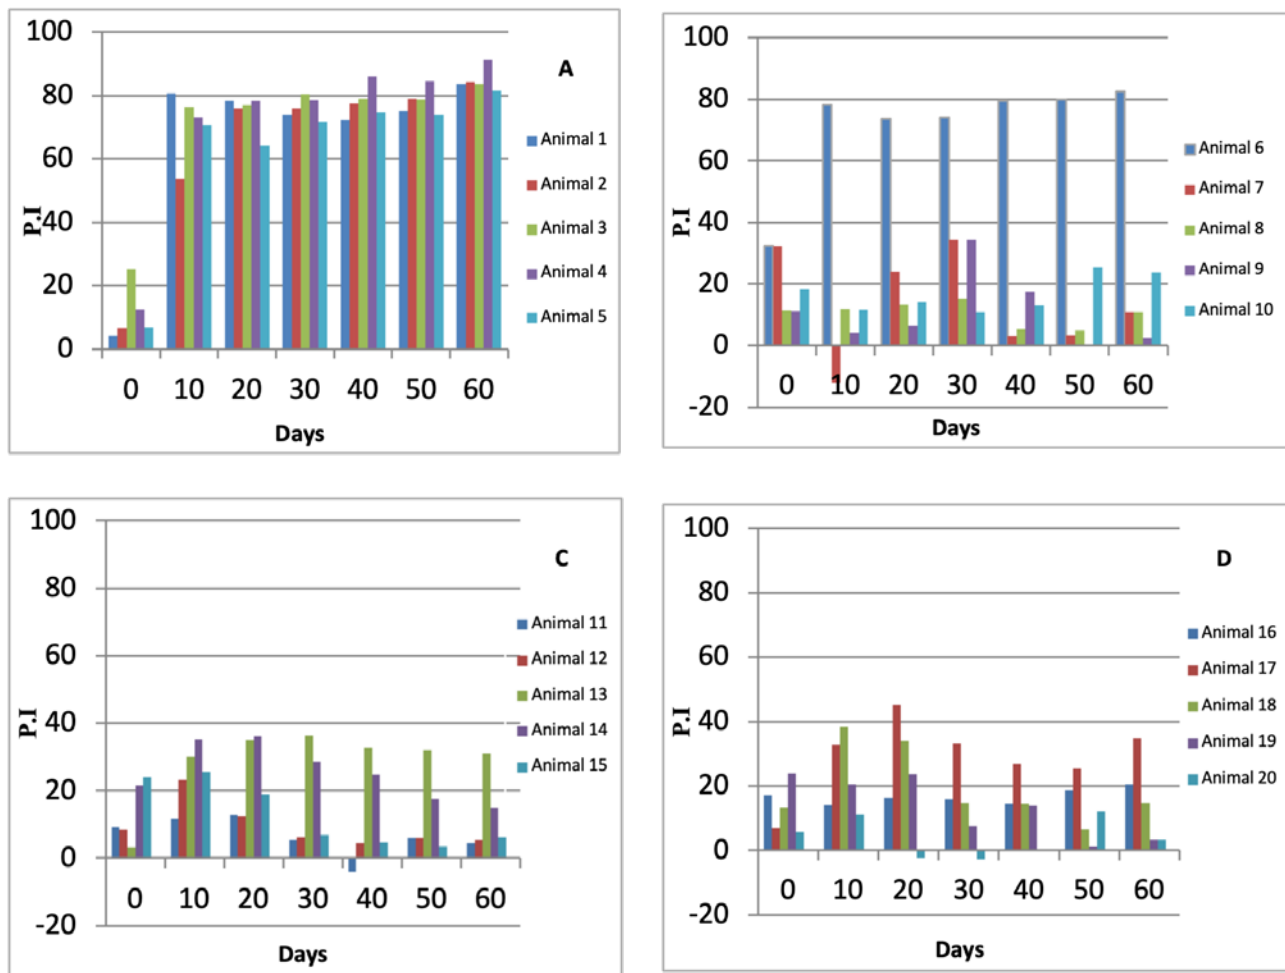 100
80
60
40
20
0
P.I
0 10 20 30 40 50 60
Days
A
Animal 1
Animal 2
Animal 3
Animal 4
Animal 5
100
80
60
40
20
0
-20
P.I
0 10 20 30 40 50 60
Days
Animal 6
Animal 7
Animal 8
Animal 9
Animal 10
100
80
60
40
20
0
-20
P.I
0 10 20 30 40 50 60
Days
C
Animal 11
Animal 12
Animal 13
Animal 14
Animal 15
100
80
60
40
20
0
-20
P.I
0 10 20 30 40 50 60
Days
D
Animal 16
Animal 17
Animal 18
Animal 19
Animal 20